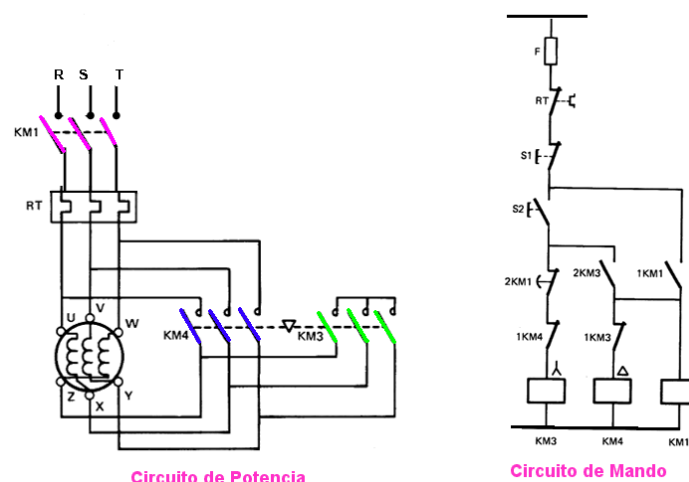 R S T
KM1
RT
U V W
KM4
KM3
Z X Y
Circuito de Potencia
F
RT
S1
S2
2KM1 2KM3 1KM1
1KM4 1KM3
KM3 KM4 KM1
Circuito de Mando